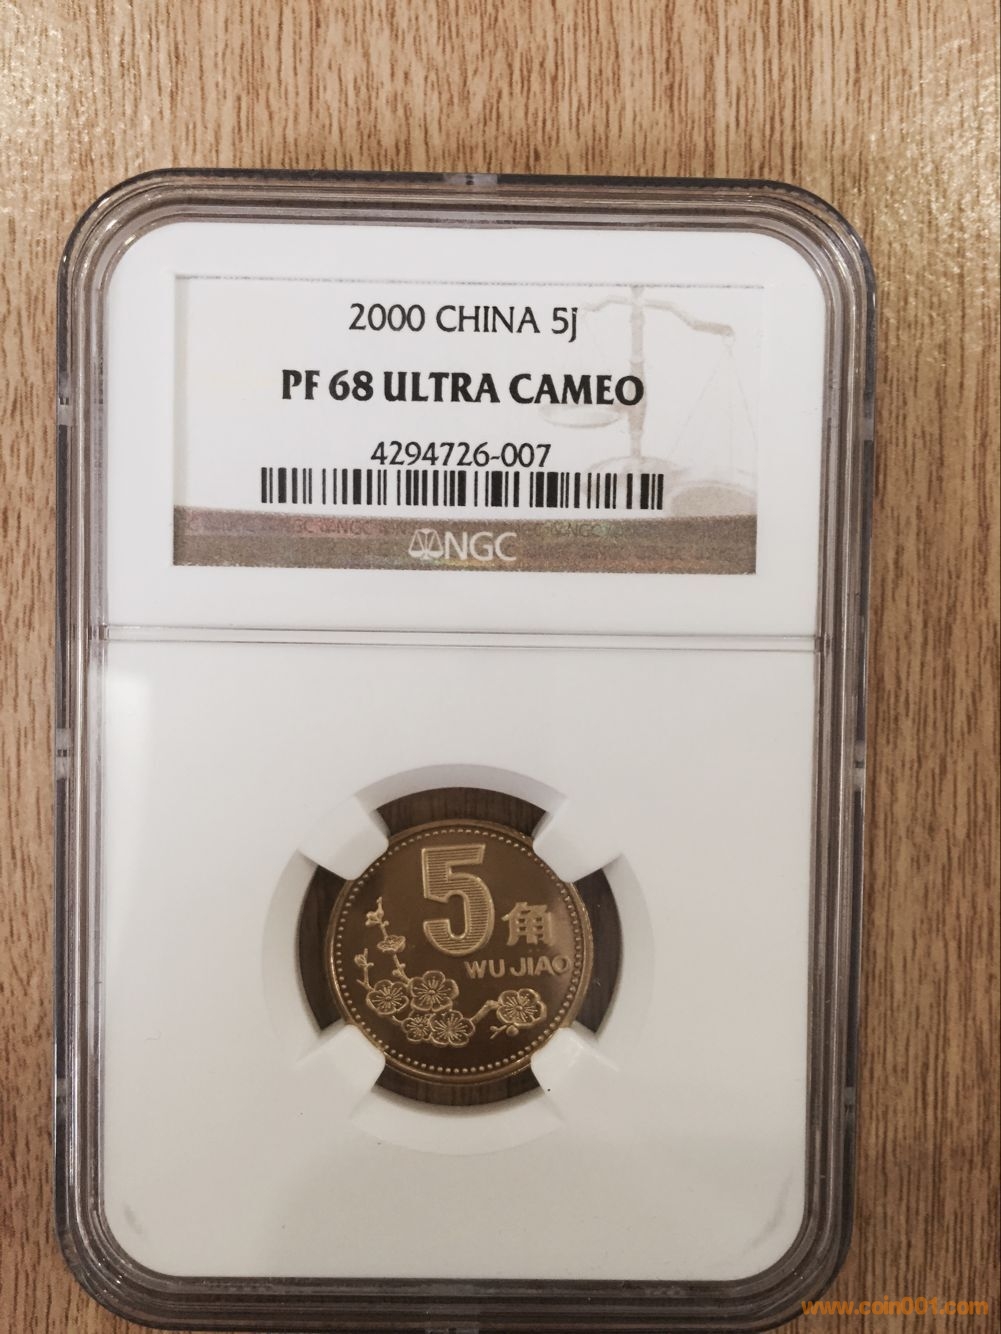 2000 CHINA 5j
PF 68 ULTRA CAMEO
4294726-007
NGC
5角
WU JIAO
www.coin001.com